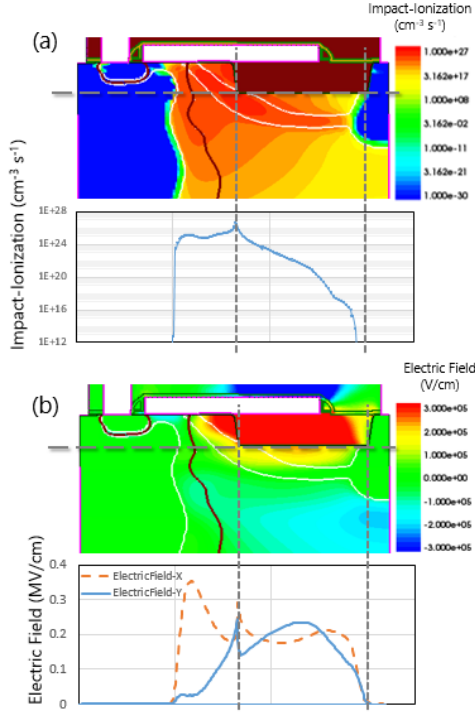 Impact-Ionization
(cm⁻³ s⁻¹)
(a)
1.000e+27
3.162e+17
1.000e+08
3.162e-02
1.000e-11
3.162e-21
1.000e-30
Impact-Ionization (cm⁻³ s⁻¹)
1E+28
1E+24
1E+20
1E+16
1E+12
Electric Field
(V/cm)
(b)
3.000e+05
2.000e+05
1.000e+05
0.000e+00
-1.000e+05
-2.000e+05
-3.000e+05
Electric Field (MV/cm)
0.4
0.3
0.2
0.1
0
ElectricField-X
ElectricField-Y